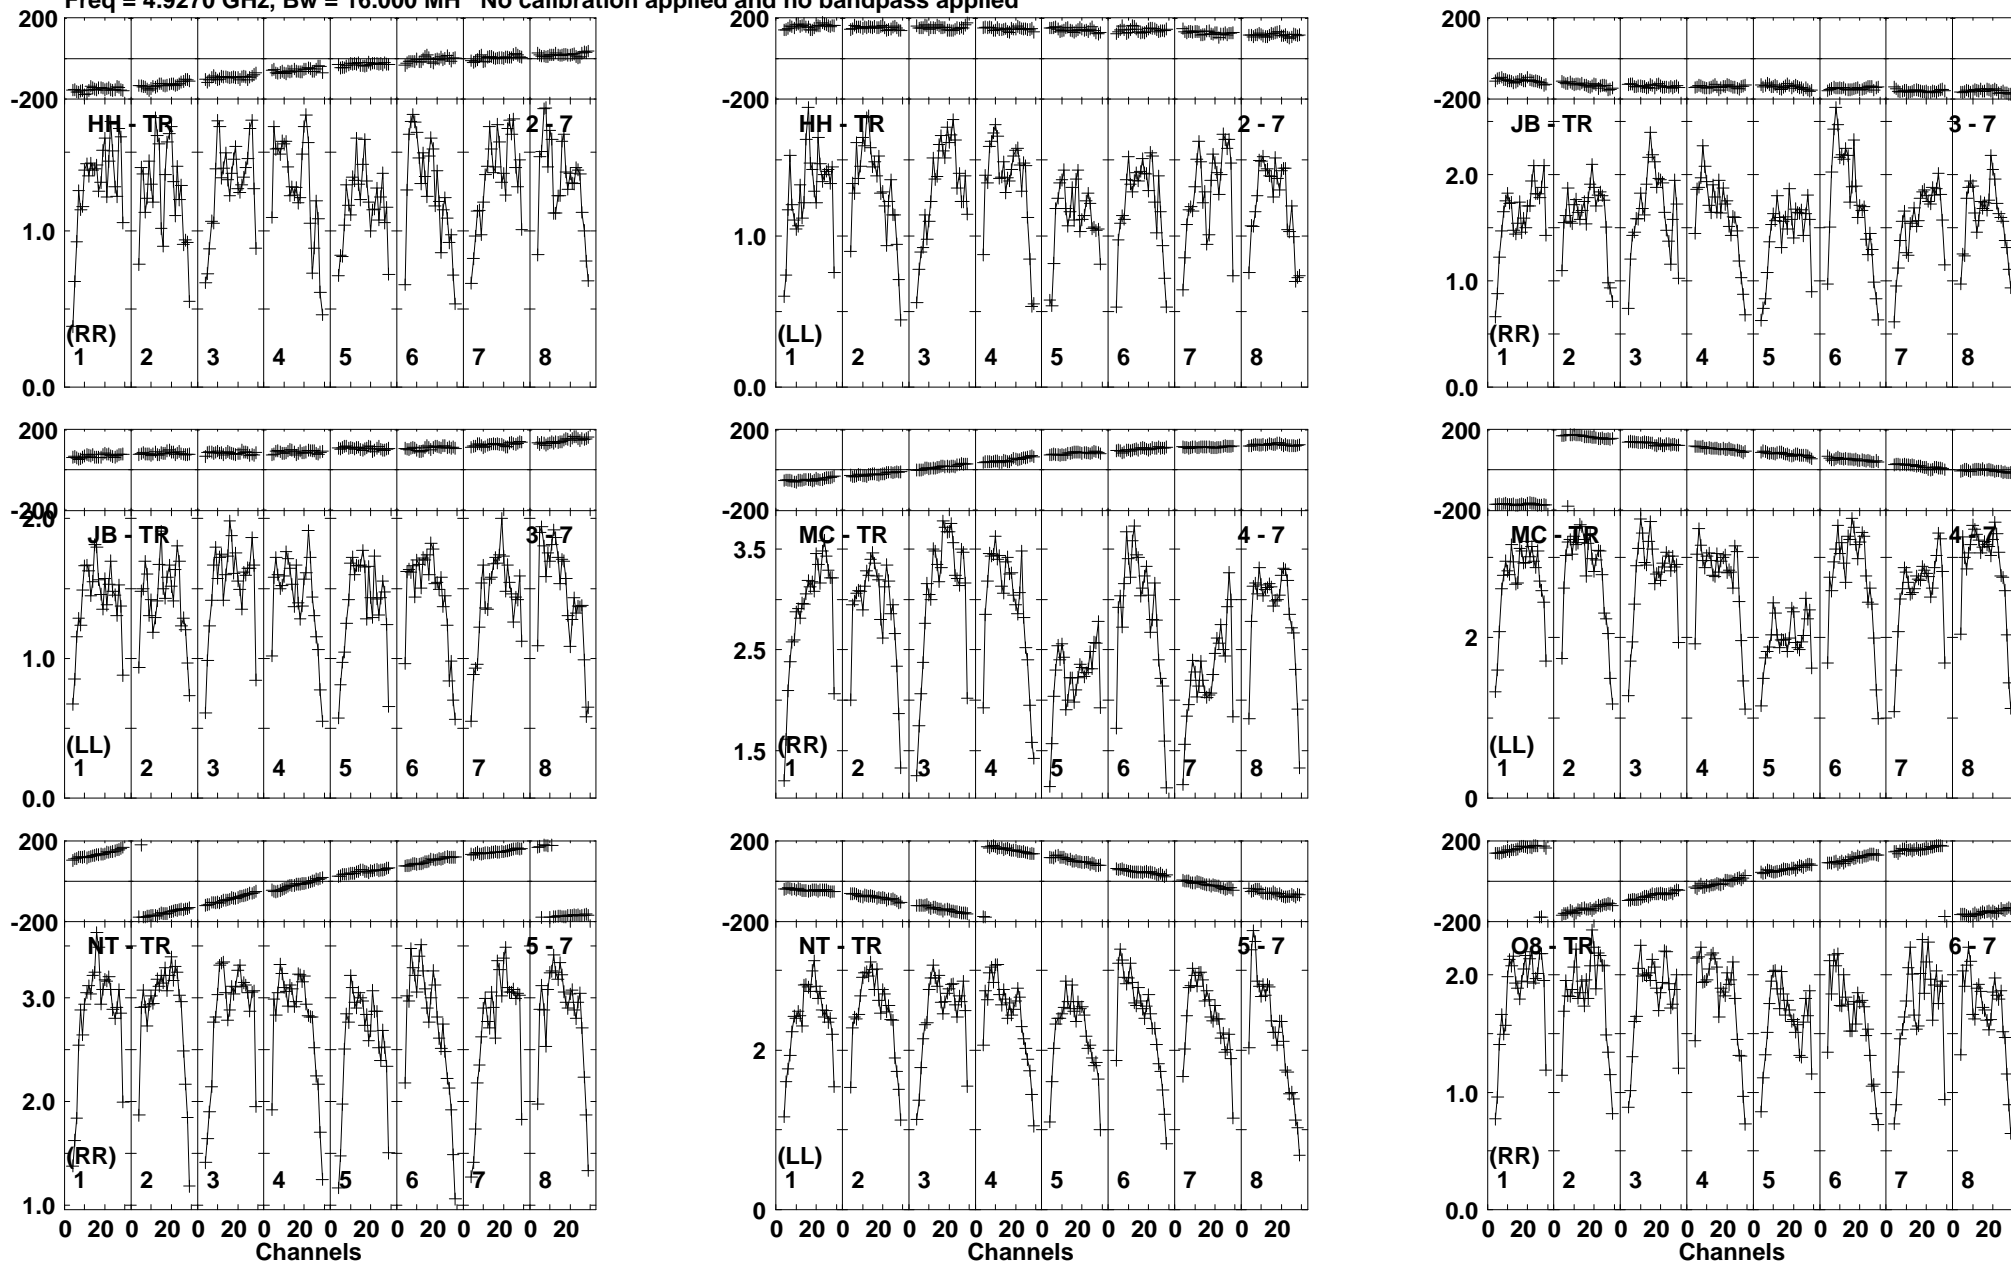 Freq = 4.9270 GHz, Bw = 16.000 MH No calibration applied and no bandpass applied
200 200 200
-200 -200 -200
HH - TR 2 - 7 HH - TR 2 - 7 JB - TR 3 - 7
2.0
1.0 1.0 1.0
(RR) (LL) (RR)
1 2 3 4 5 6 7 8 1 2 3 4 5 6 7 8 1 2 3 4 5 6 7 8
0.0 0.0 0.0
200 200 200
-200 -200 -200
2.0
JB - TR 3 - 7 MC - TR 4 - 7 MC - TR 4 - 7
3.5
1.0 2.5 2
1.5
(LL) (RR) (LL)
1 2 3 4 5 6 7 8 1 2 3 4 5 6 7 8 1 2 3 4 5 6 7 8
0.0 0
200 200 200
-200 -200 -200
NT - TR 5 - 7 NT - TR 5 - 7 O8 - TR 6 - 7
3.0 2.0
2.0 2 1.0
(RR) (LL) (RR)
1 2 3 4 5 6 7 8 1 2 3 4 5 6 7 8 1 2 3 4 5 6 7 8
1.0 0 0.0
0 20 0 20 0 20 0 20 0 20 0 20 0 20 0 20 0 20 0 20 0 20 0 20 0 20 0 20 0 20 0 20 0 20 0 20 0 20 0 20 0 20 0 20 0 20 0 20
Channels Channels